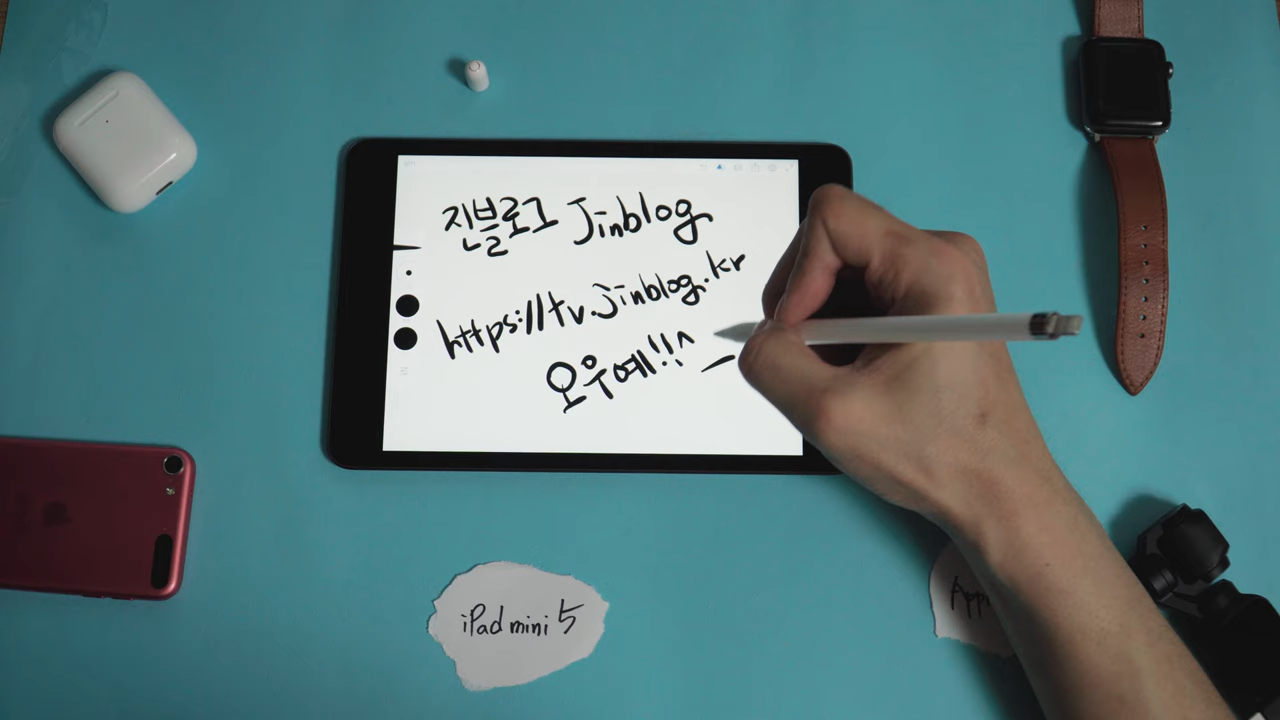 진블로그 Jinblog
https://tv.jinblog.kr
오우예!!^
iPad mini 5